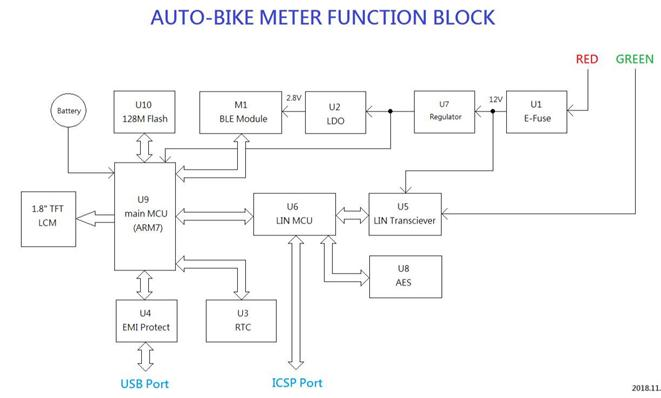 AUTO-BIKE METER FUNCTION BLOCK
RED
GREEN
Battery
U10
128M Flash
M1
BLE Module
2.8V
U2
LDO
U7
Regulator
12V
U1
E-Fuse
1.8" TFT
LCM
U9
main MCU
(ARM7)
U6
LIN MCU
U5
LIN Transciever
U8
AES
U4
EMI Protect
U3
RTC
USB Port
ICSP Port
2018.11.